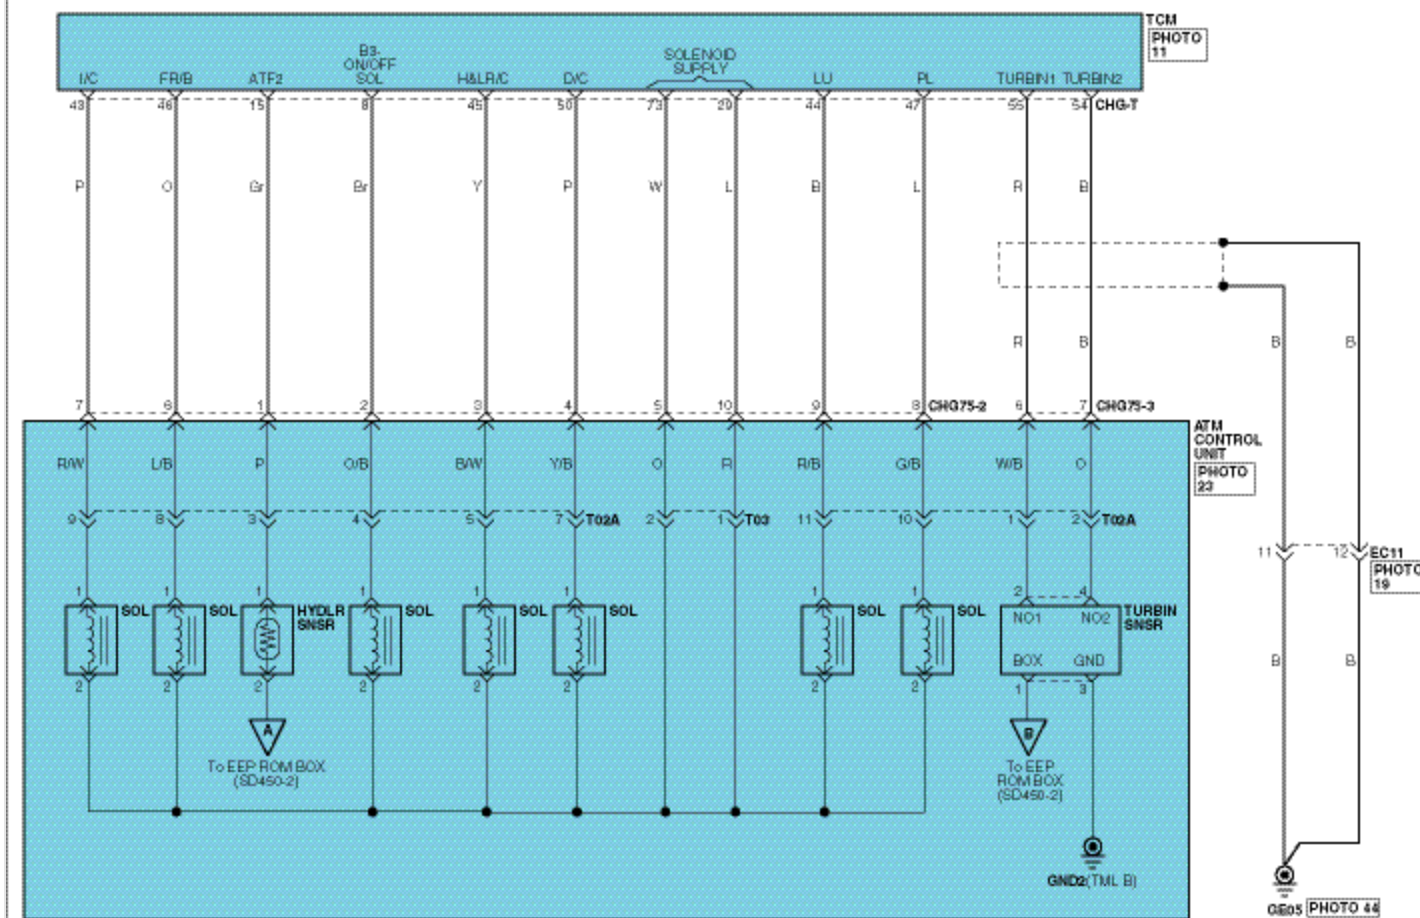 TCM
PHOTO
11
B3-
ON/OFF
SOL
SOLENOID
SUPPLY
I/C FR/B ATF2 H&LR/C D/C LU PL TURBIN1 TURBIN2
43 46 15 8 45 50 73 29 44 47 55 54 CHG-T
P O Gr Br Y P W L B L R B
R B B B
7 6 1 2 3 4 5 10 9 8 CHG75-2 6 7 CHG75-3
ATM
CONTROL
UNIT
PHOTO
23
R/W L/B P O/B B/W Y/B O R R/B G/B W/B O
9 8 3 4 5 7 T02A 2 1 T03 11 10 1 2 T02A
11 12 EC11
PHOTO
19
1 1 1 1 1 1 1 1 2 4
SOL SOL HYDLR
SNSR SOL SOL SOL SOL SOL TURBIN
SNSR
NO1 NO2
BOX GND
B B
2 2 2 2 2 2 2 2 1 3
A B
To EEP ROM BOX
(SD450-2)
To EEP
ROM BOX
(SD450-2)
GND2(TML B)
GE05 PHOTO 44